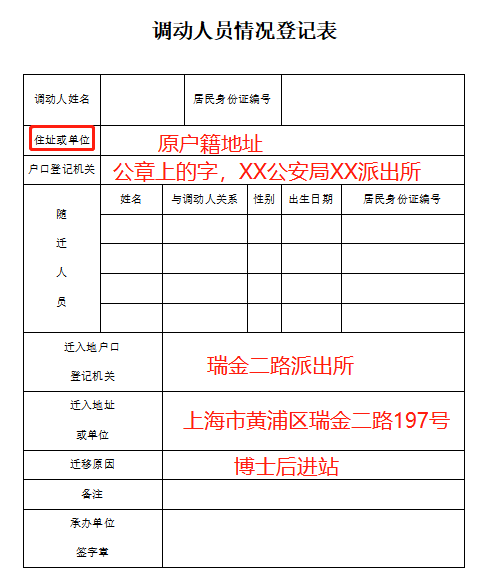 调动人员情况登记表
调动人姓名 居民身份证编号
住址或单位 原户籍地址
户口登记机关 公章上的字，XX公安局XX派出所
随迁人员 姓名 与调动人关系 性别 出生日期 居民身份证编号
迁入地户口
登记机关
瑞金二路派出所
迁入地址
或单位
上海市黄浦区瑞金二路197号
迁移原因 博士后进站
备注
承办单位
签字章